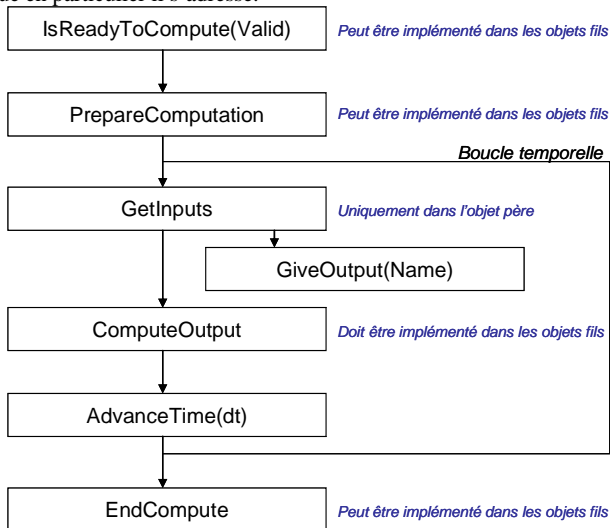 IsReadyToCompute(Valid) Peut être implémenté dans les objets fils
PrepareComputation Peut être implémenté dans les objets fils
Boucle temporelle
GetInputs Uniquement dans l'objet père
GiveOutput(Name)
ComputeOutput Doit être implémenté dans les objets fils
AdvanceTime(dt)
EndCompute Peut être implémenté dans les objets fils